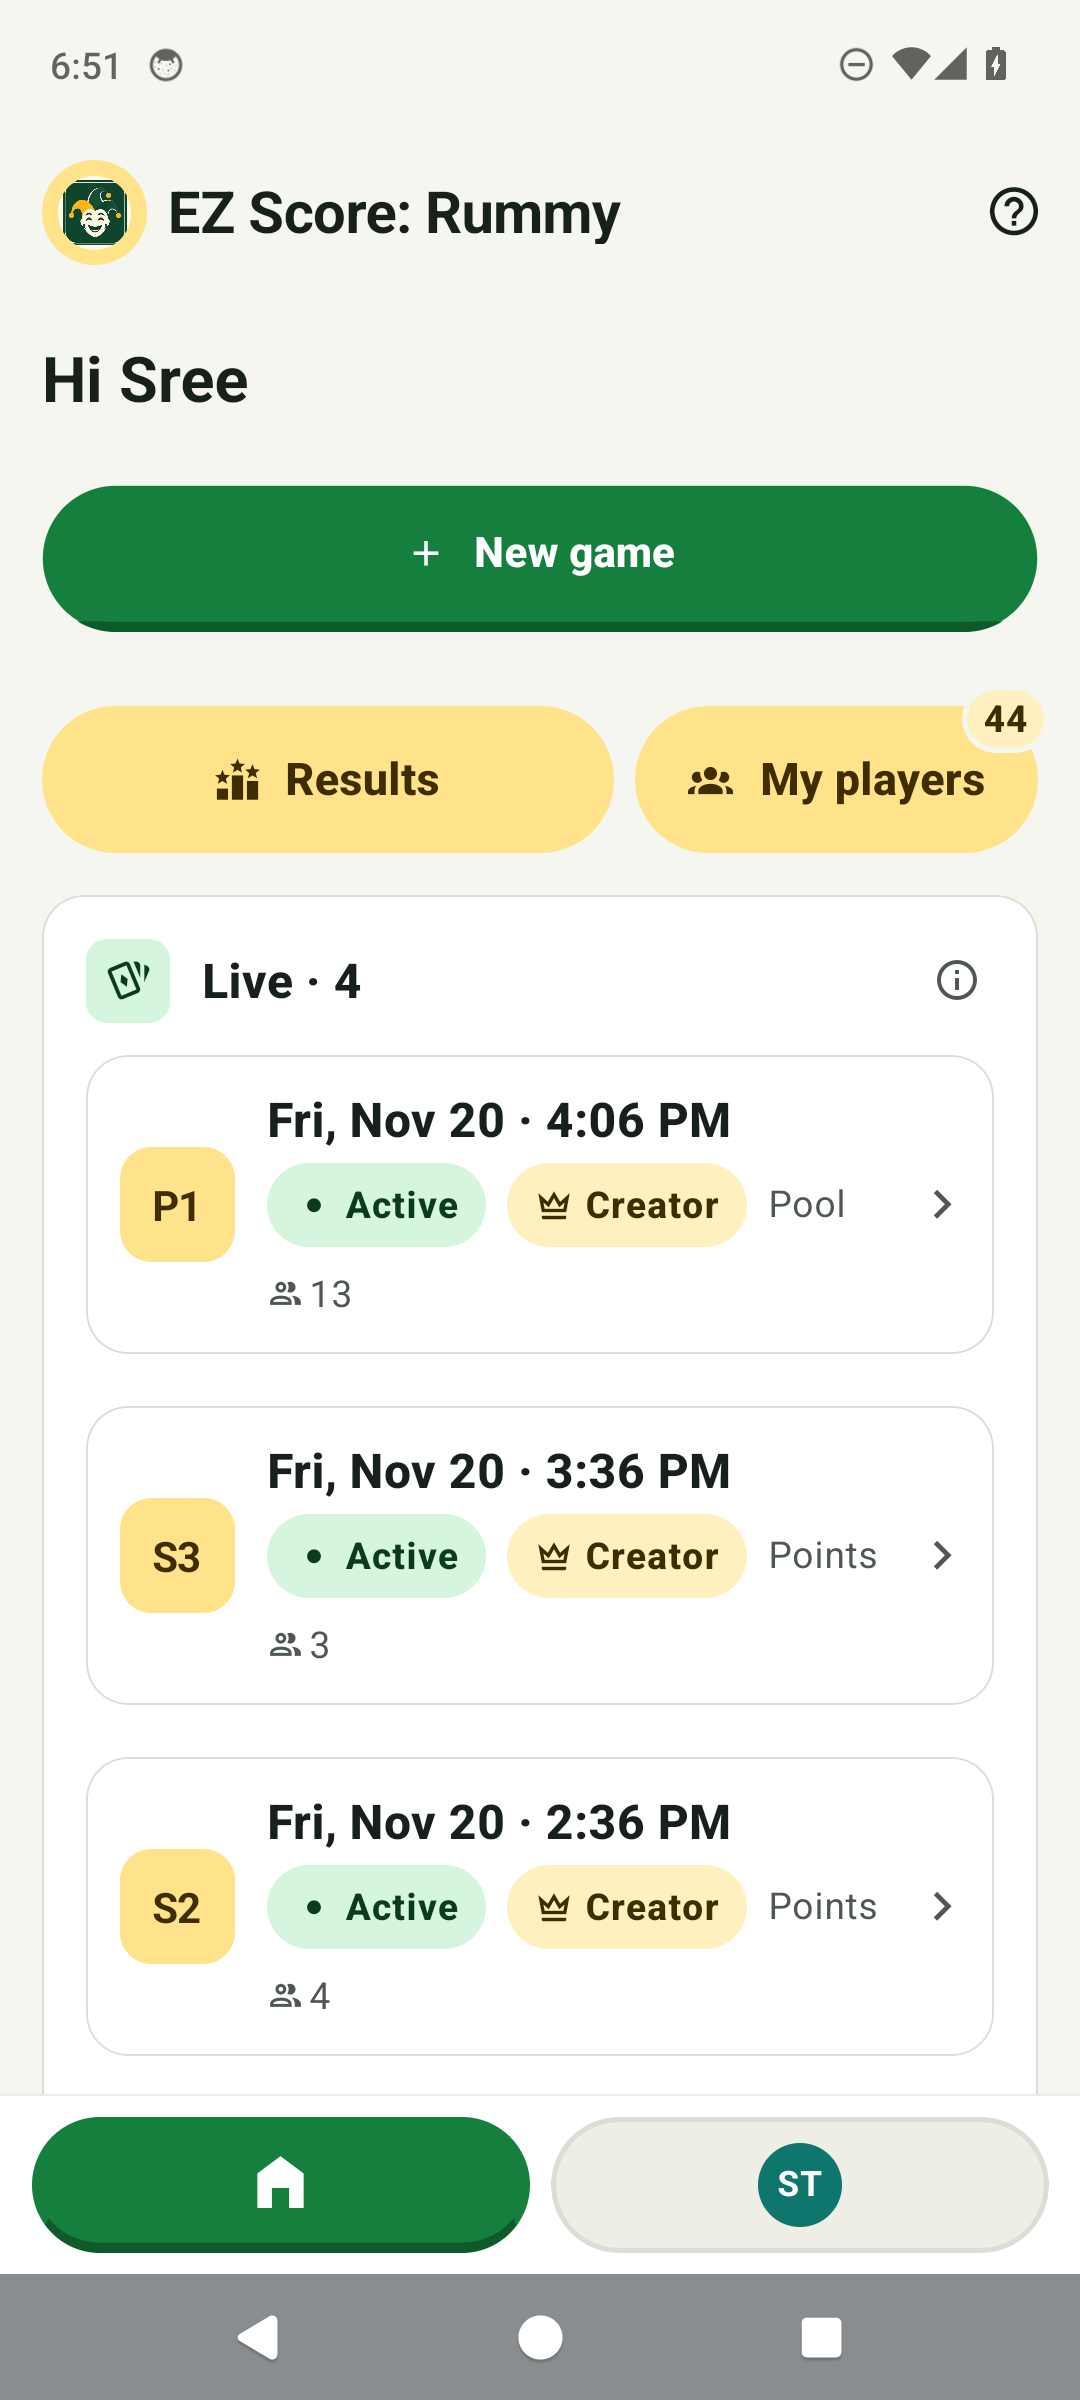 6:51
EZ Score: Rummy
Hi Sree
+ New game
Results
My players
44
Live · 4
Fri, Nov 20 · 4:06 PM
P1
• Active
Creator
Pool
13
Fri, Nov 20 · 3:36 PM
S3
• Active
Creator
Points
3
Fri, Nov 20 · 2:36 PM
S2
• Active
Creator
Points
4
ST